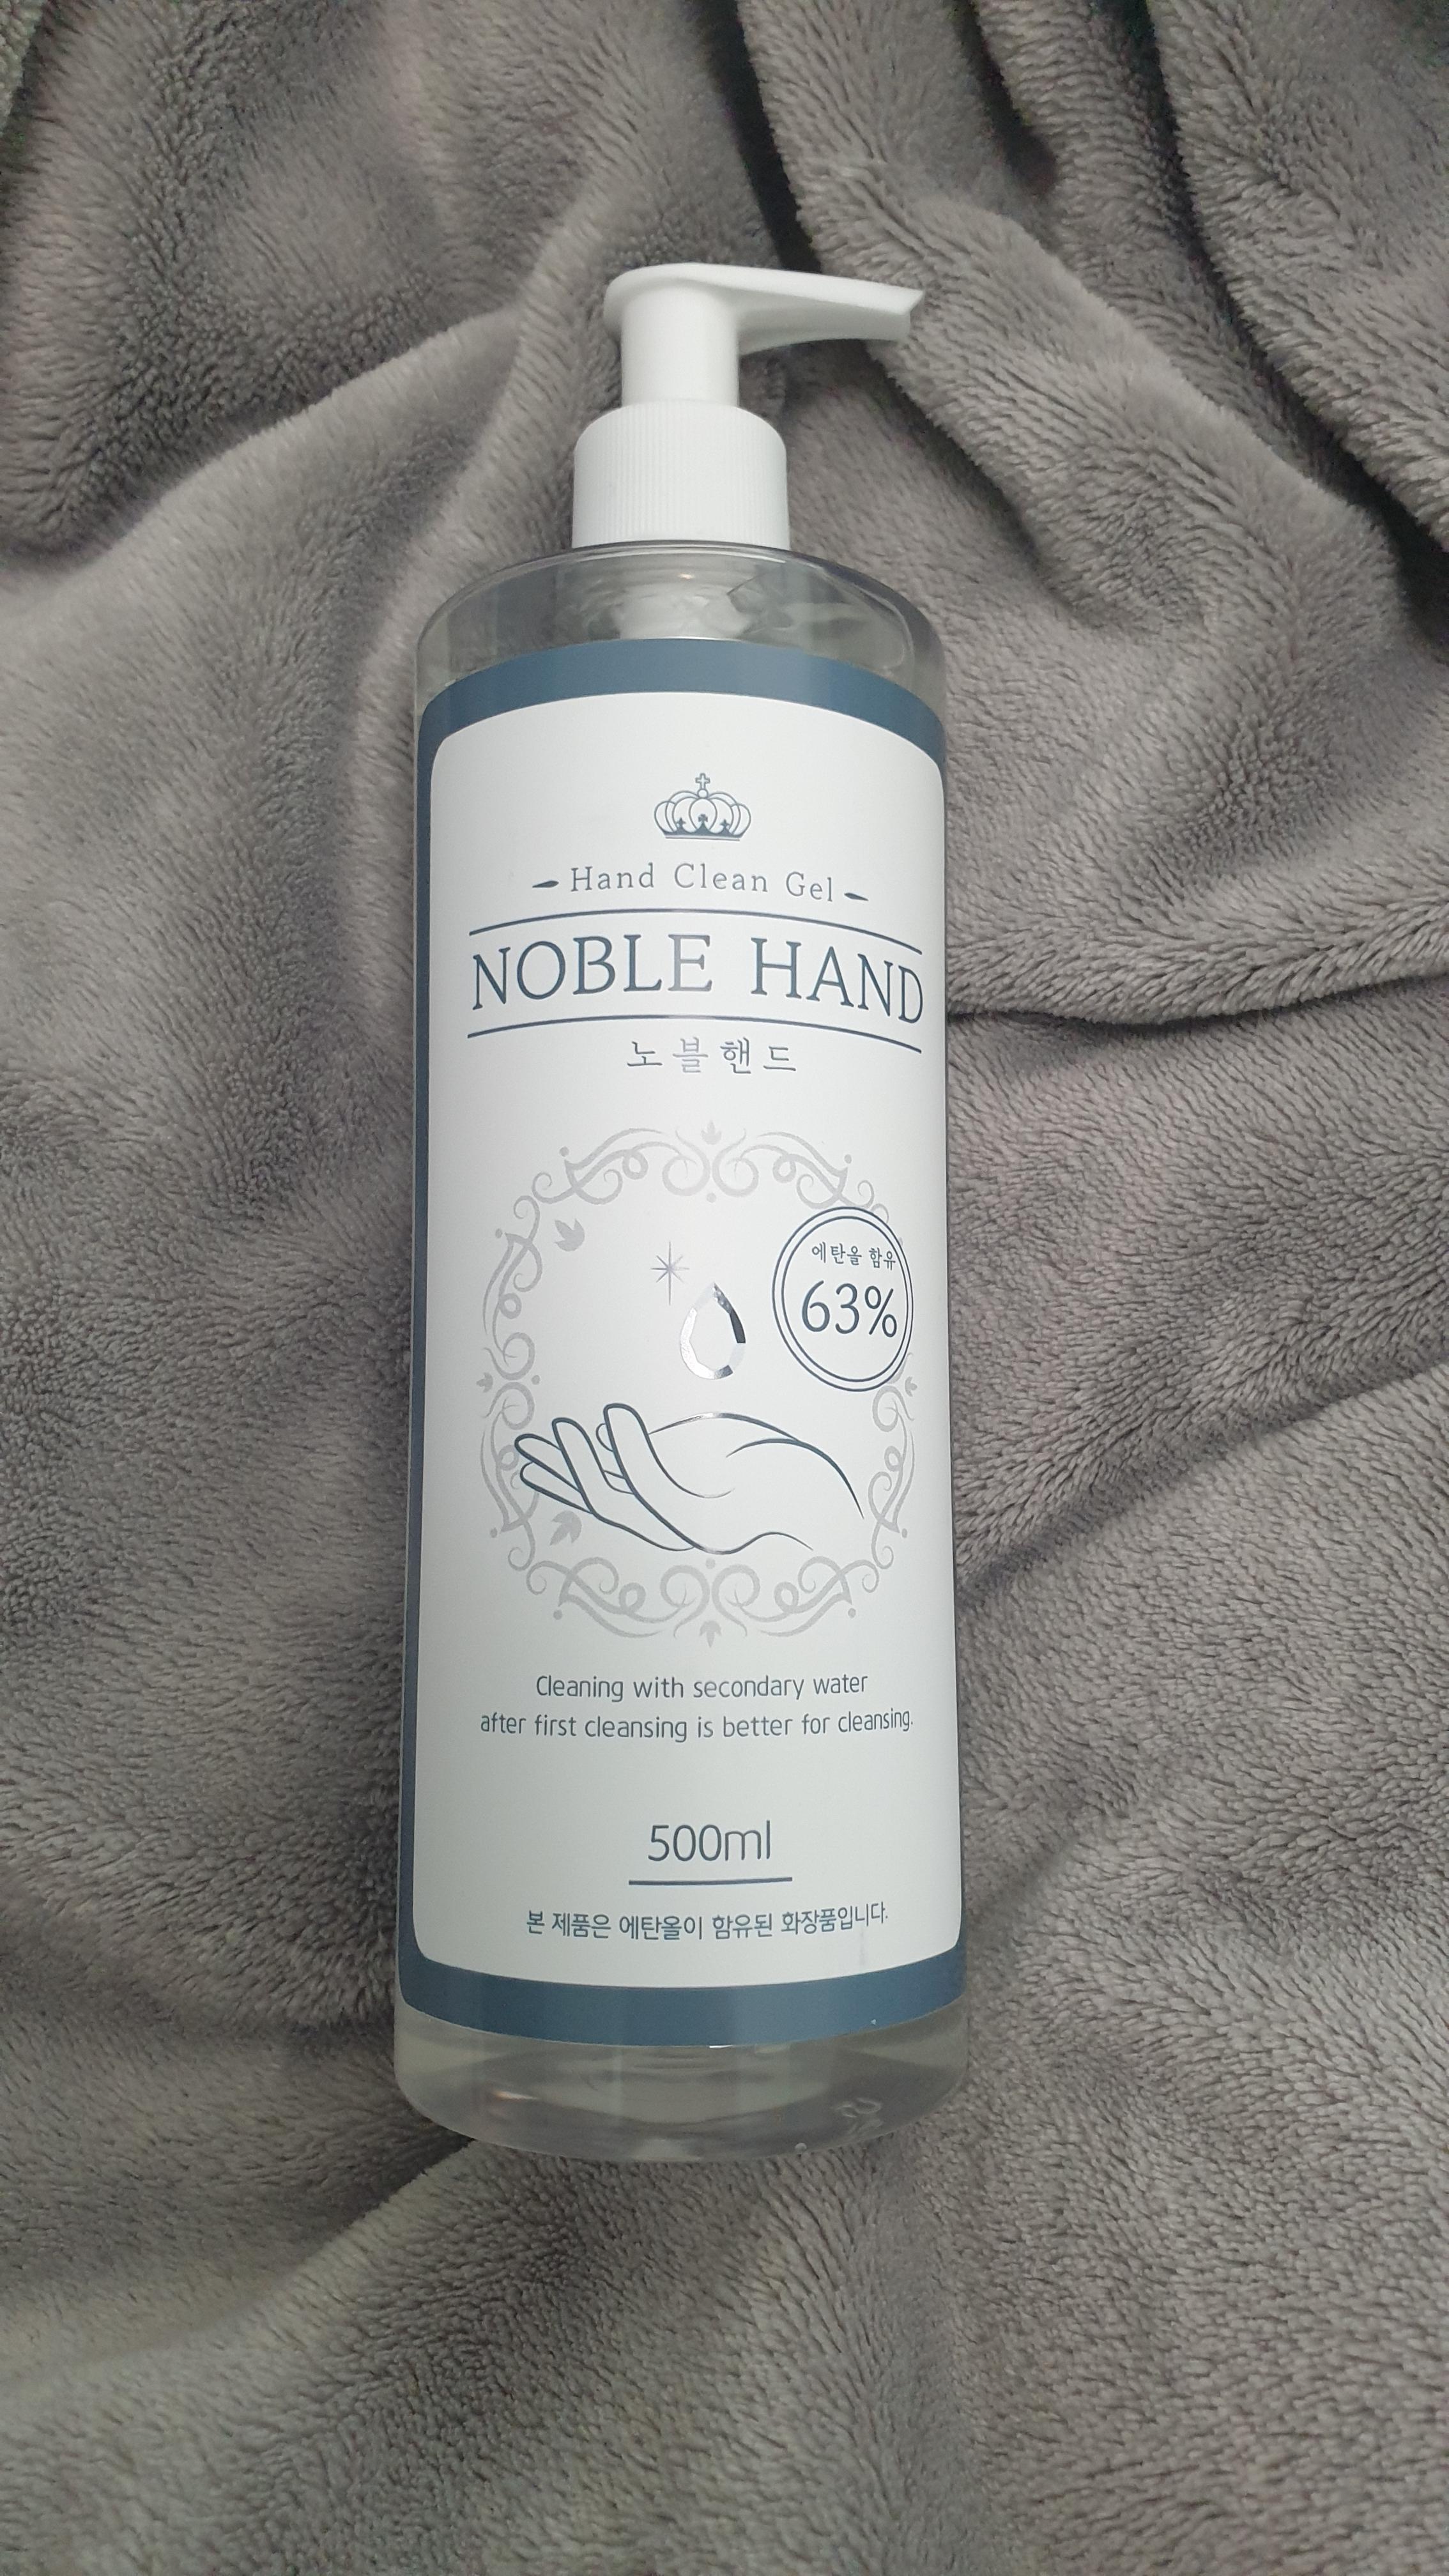 Hand Clean Gel
NOBLE HAND
노블핸드
에탄올 함유
63%
Cleaning with secondary water
after first cleansing is better for cleansing.
500ml
본 제품은 에탄올이 함유된 화장품입니다.